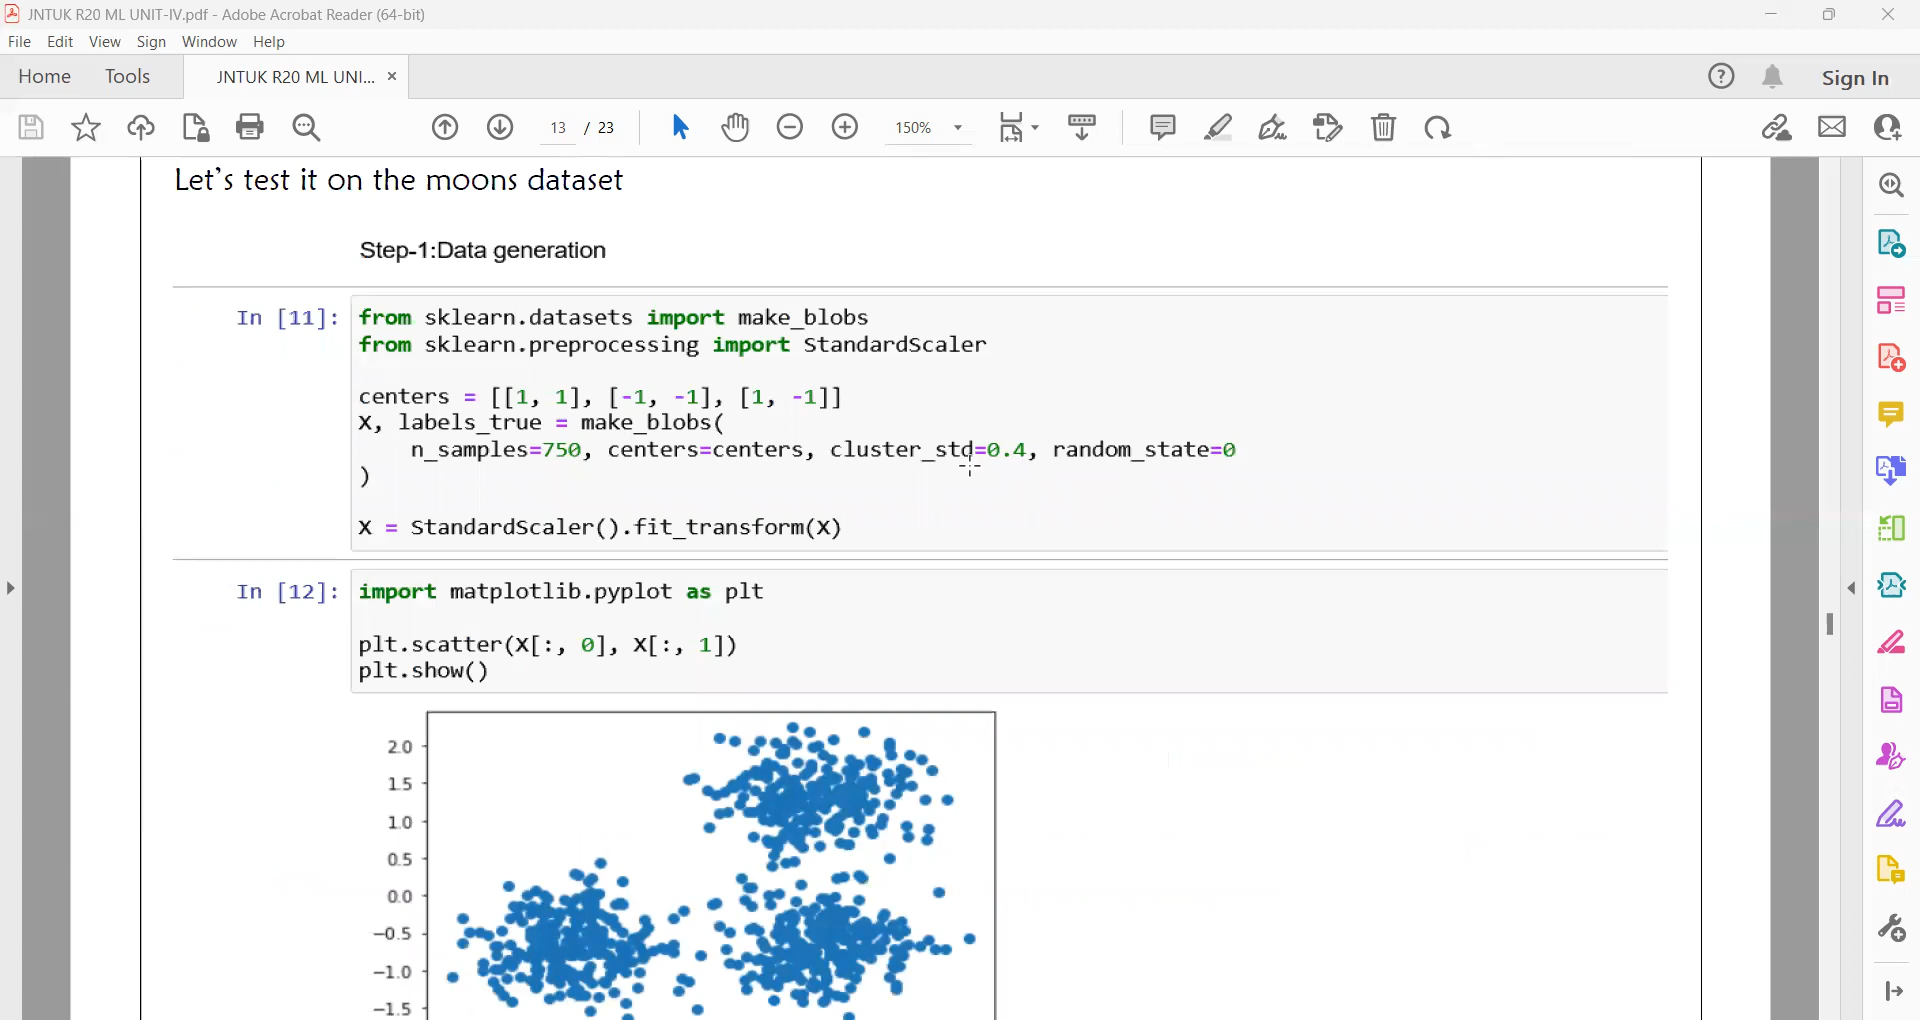 JNTUK R20 ML UNIT-IV.pdf - Adobe Acrobat Reader (64-bit)
File Edit View Sign Window Help
Home Tools JNTUK R20 ML UNI... × Sign In
13 / 23 150%
Let's test it on the moons dataset
Step-1:Data generation
In [11]: from sklearn.datasets import make_blobs
from sklearn.preprocessing import StandardScaler
centers = [[1, 1], [-1, -1], [1, -1]]
X, labels_true = make_blobs(
n_samples=750, centers=centers, cluster_std=0.4, random_state=0
)
X = StandardScaler().fit_transform(X)
In [12]: import matplotlib.pyplot as plt
plt.scatter(X[:, 0], X[:, 1])
plt.show()
2.0
1.5
1.0
0.5
0.0
−0.5
−1.0
−1.5